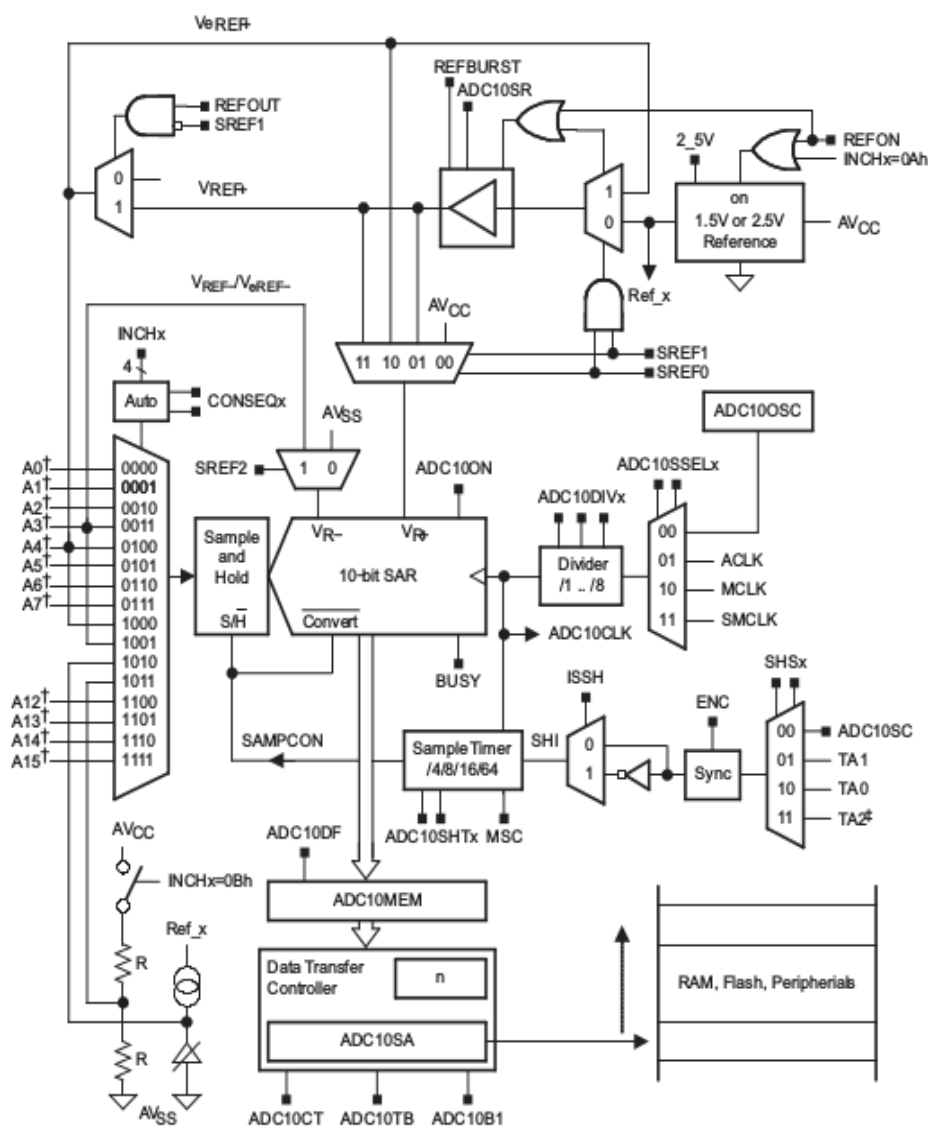 VeREF+
REFBURST
ADC10SR
REFOUT
SREF1
2_5V
REFON
INCHx=0Ah
0
1
VREF+
1
0
on
1.5V or 2.5V
Reference
AVCC
VREF–/VeREF–
Ref_x
AVCC
INCHx
4
11 10 01 00
SREF1
SREF0
Auto
CONSEQx
AVSS
ADC10OSC
SREF2
1 0
ADC10ON
ADC10SSELx
ADC10DIVx
A0†
A1†
A2†
A3†
A4†
A5†
A6†
A7†
A12†
A13†
A14†
A15†
0000
0001
0010
0011
0100
0101
0110
0111
1000
1001
1010
1011
1100
1101
1110
1111
Sample
and
Hold
S/H
VR–
VR+
10–bit SAR
Convert
Divider
/1 .. /8
00
01
10
11
ACLK
MCLK
SMCLK
ADC10CLK
BUSY
ISSH
ENC
SHSx
SAMPCON
Sample Timer
/4/8/16/64
SHI
0
1
Sync
00
01
10
11
ADC10SC
TA1
TA0
TA2‡
ADC10DF
ADC10SHTx
MSC
AVCC
INCHx=0Bh
ADC10MEM
Ref_x
R
Data Transfer
Controller
n
RAM, Flash, Peripherials
R
ADC10SA
AVSS
ADC10CT
ADC10TB
ADC10B1